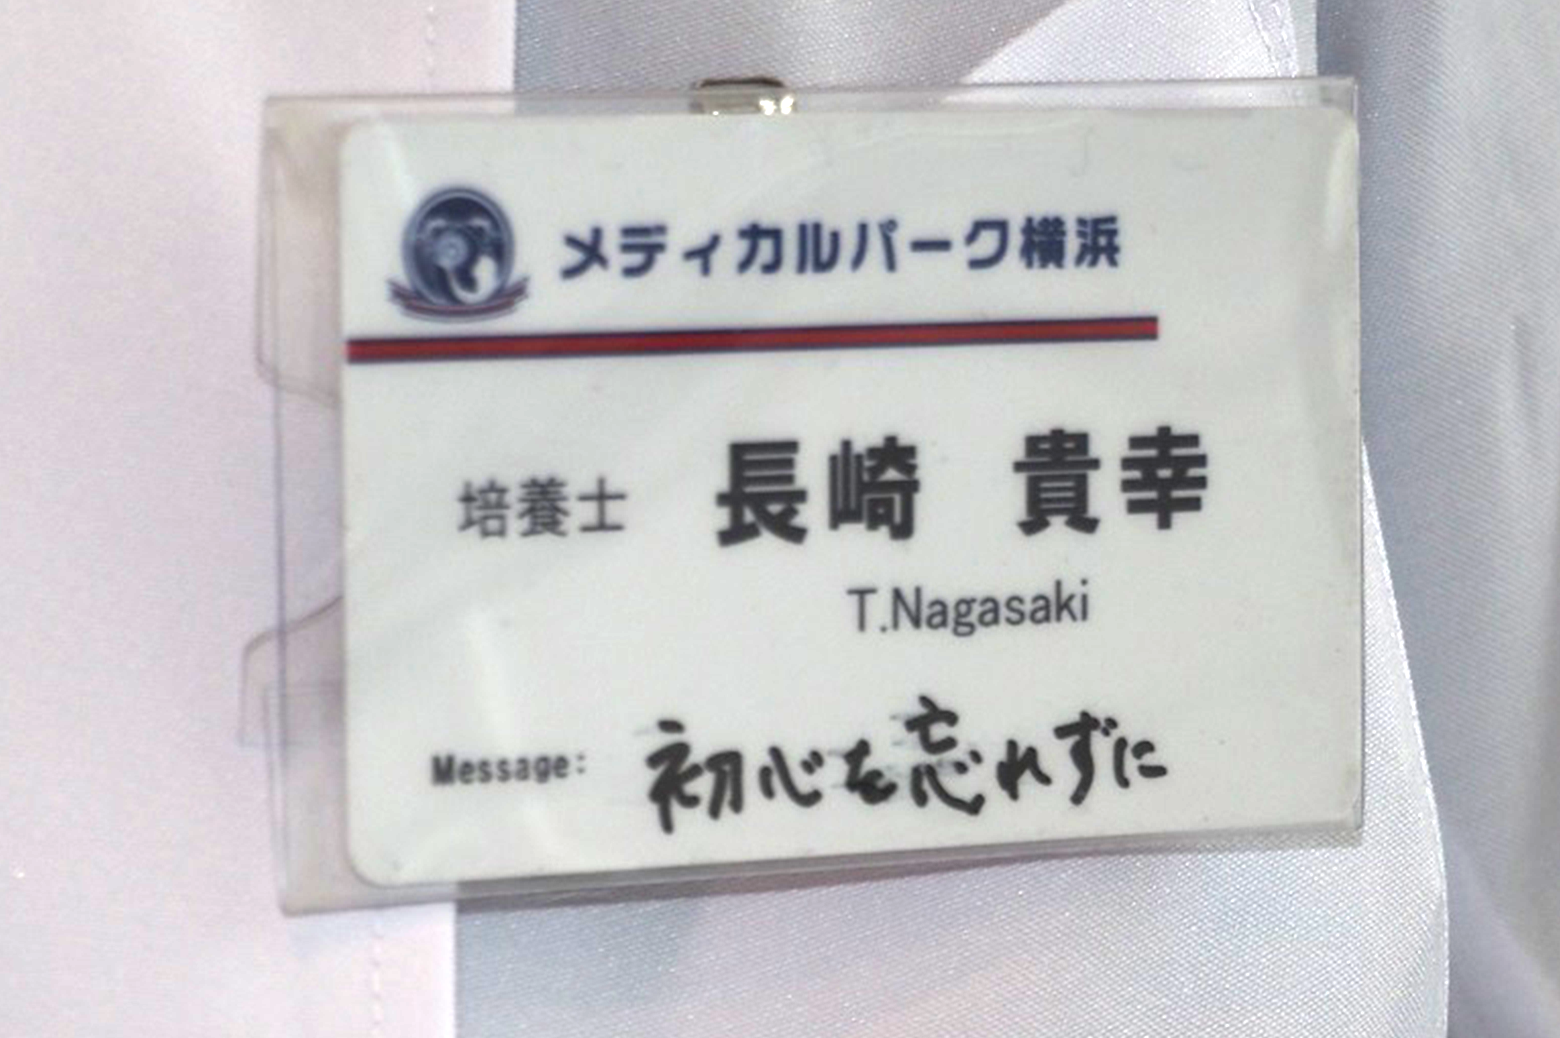 メディカルパーク横浜
培養士 長崎 貴幸
T.Nagasaki
Message: 初心を忘れずに